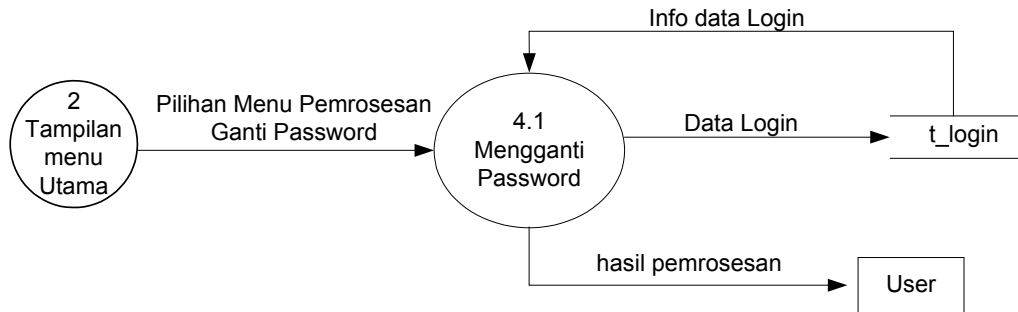 Info data Login
2
Tampilan
menu
Utama
Pilihan Menu Pemrosesan
Ganti Password
4.1
Mengganti
Password
Data Login
t_login
hasil pemrosesan
User